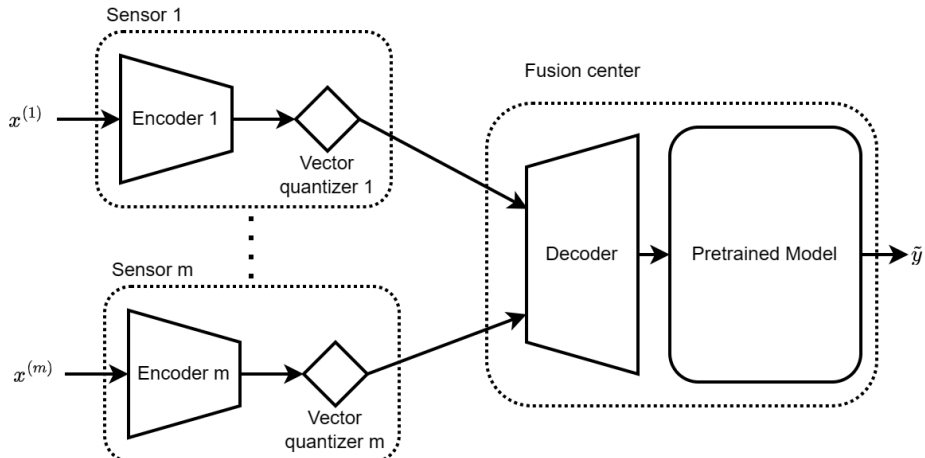 Sensor 1
x^{(1)}
Encoder 1
Vector
quantizer 1
Sensor m
x^{(m)}
Encoder m
Vector
quantizer m
Fusion center
Decoder
Pretrained Model
ỹ